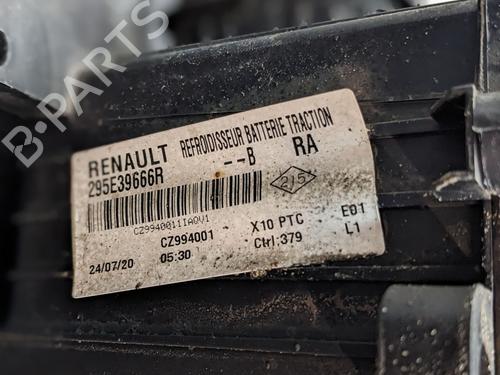 B-PARTS
RENAULT REFROIDISSEUR BATTERIE TRACTION
295E39666R --B RA
215
CZ9940011IAOV1
CZ994001 X10 PTC E01
24/07/20 05:30 Ctrl:379 L1